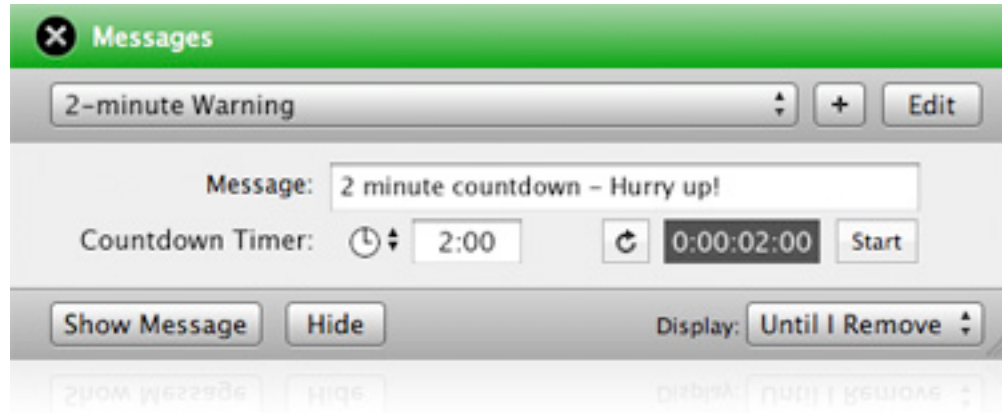 Messages
2-minute Warning + Edit
Message: 2 minute countdown - Hurry up!
Countdown Timer: 2:00 0:00:02:00 Start
Show Message Hide Display: Until I Remove